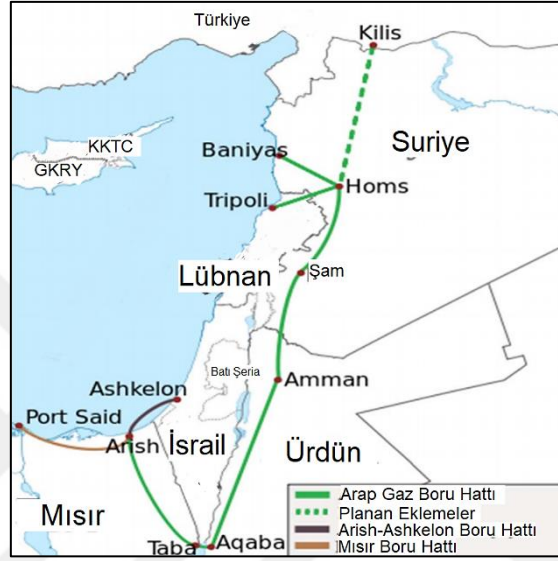 Türkiye
Kilis
KKTC
GKRY
Baniyas
Suriye
Tripoli
Homs
Lübnan
Şam
Batı Şeria
Ashkelon
Amman
Port Said
Arish
İsrail
Ürdün
Mısır
Taba
Aqaba
Arap Gaz Boru Hattı
Planan Eklemeler
Arish-Ashkelon Boru Hattı
Mısır Boru Hattı